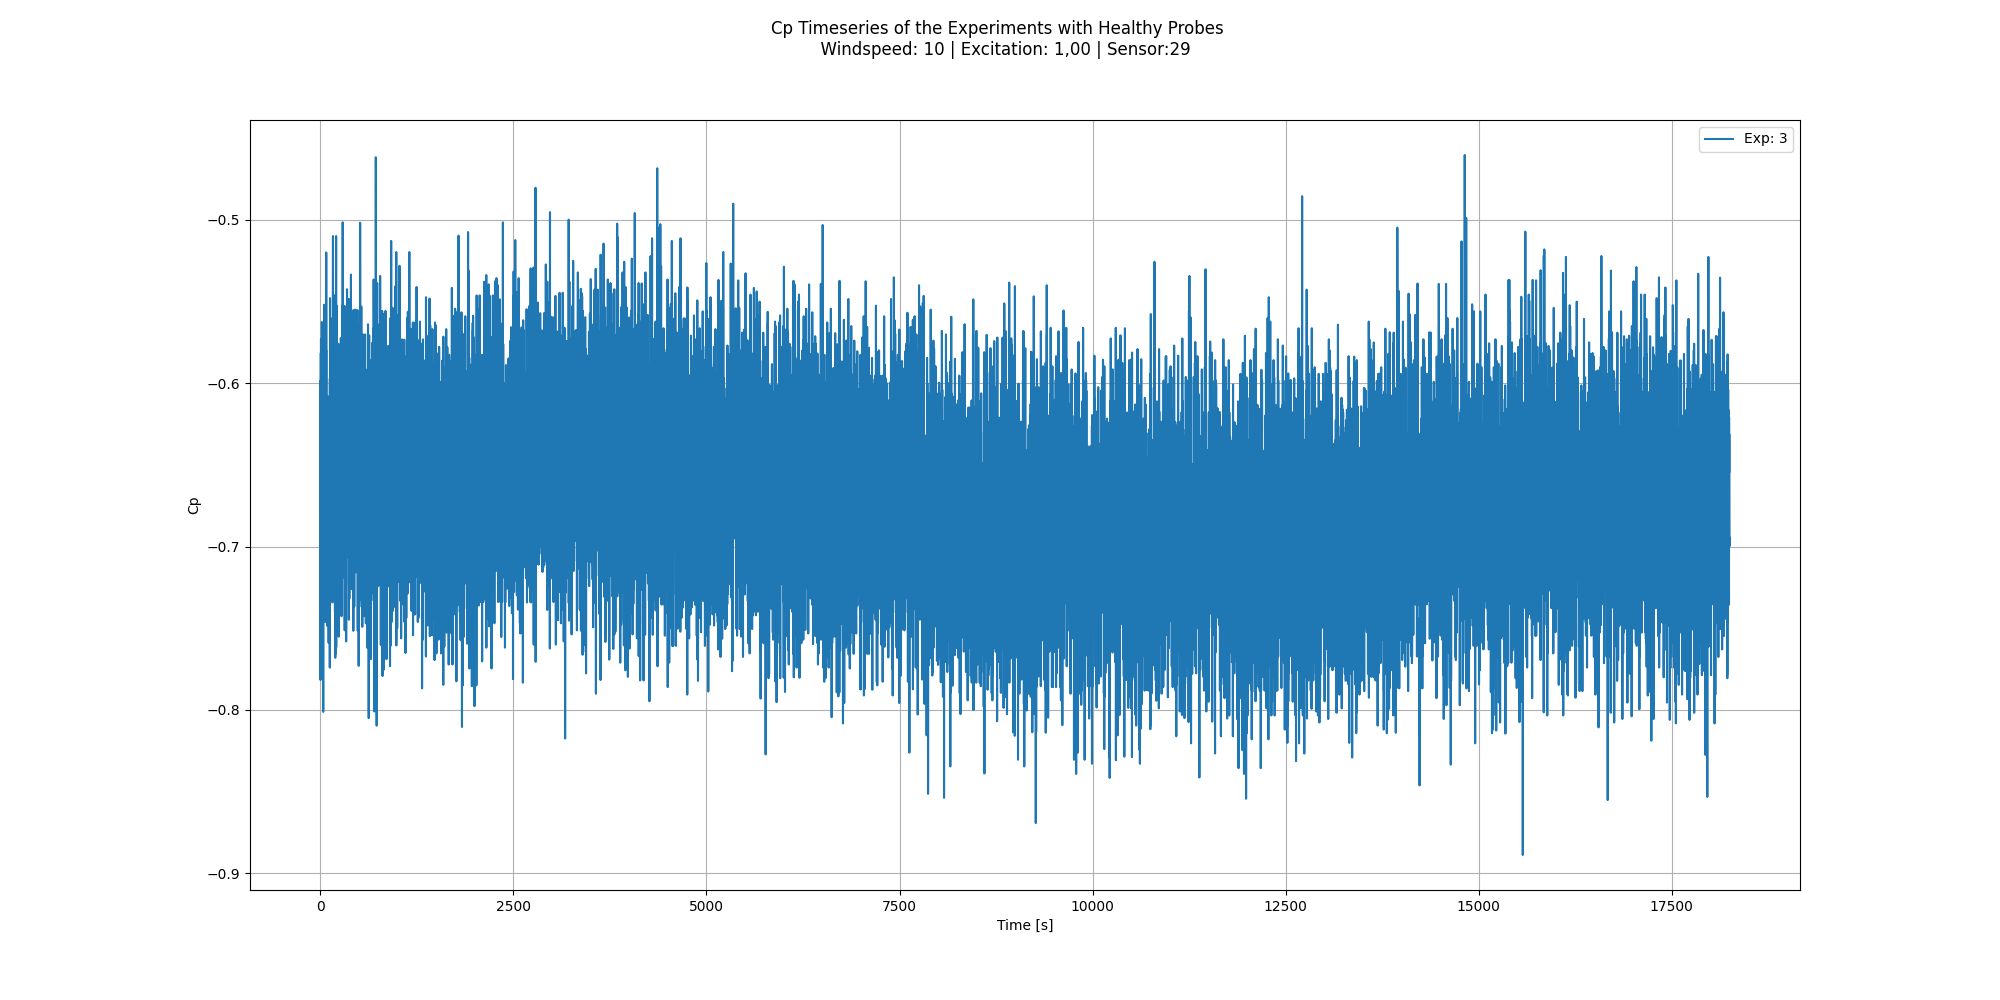 Cp Timeseries of the Experiments with Healthy Probes
Windspeed: 10 | Excitation: 1,00 | Sensor:29
Exp: 3
−0.5
−0.6
−0.7
−0.8
−0.9
Cp
0 2500 5000 7500 10000 12500 15000 17500
Time [s]